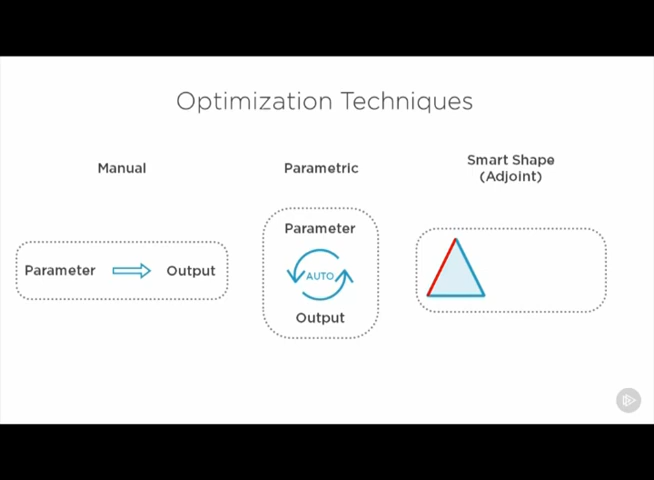 Optimization Techniques
Manual
Parameter
Output
Parametric
Parameter
AUTO
Output
Smart Shape
(Adjoint)